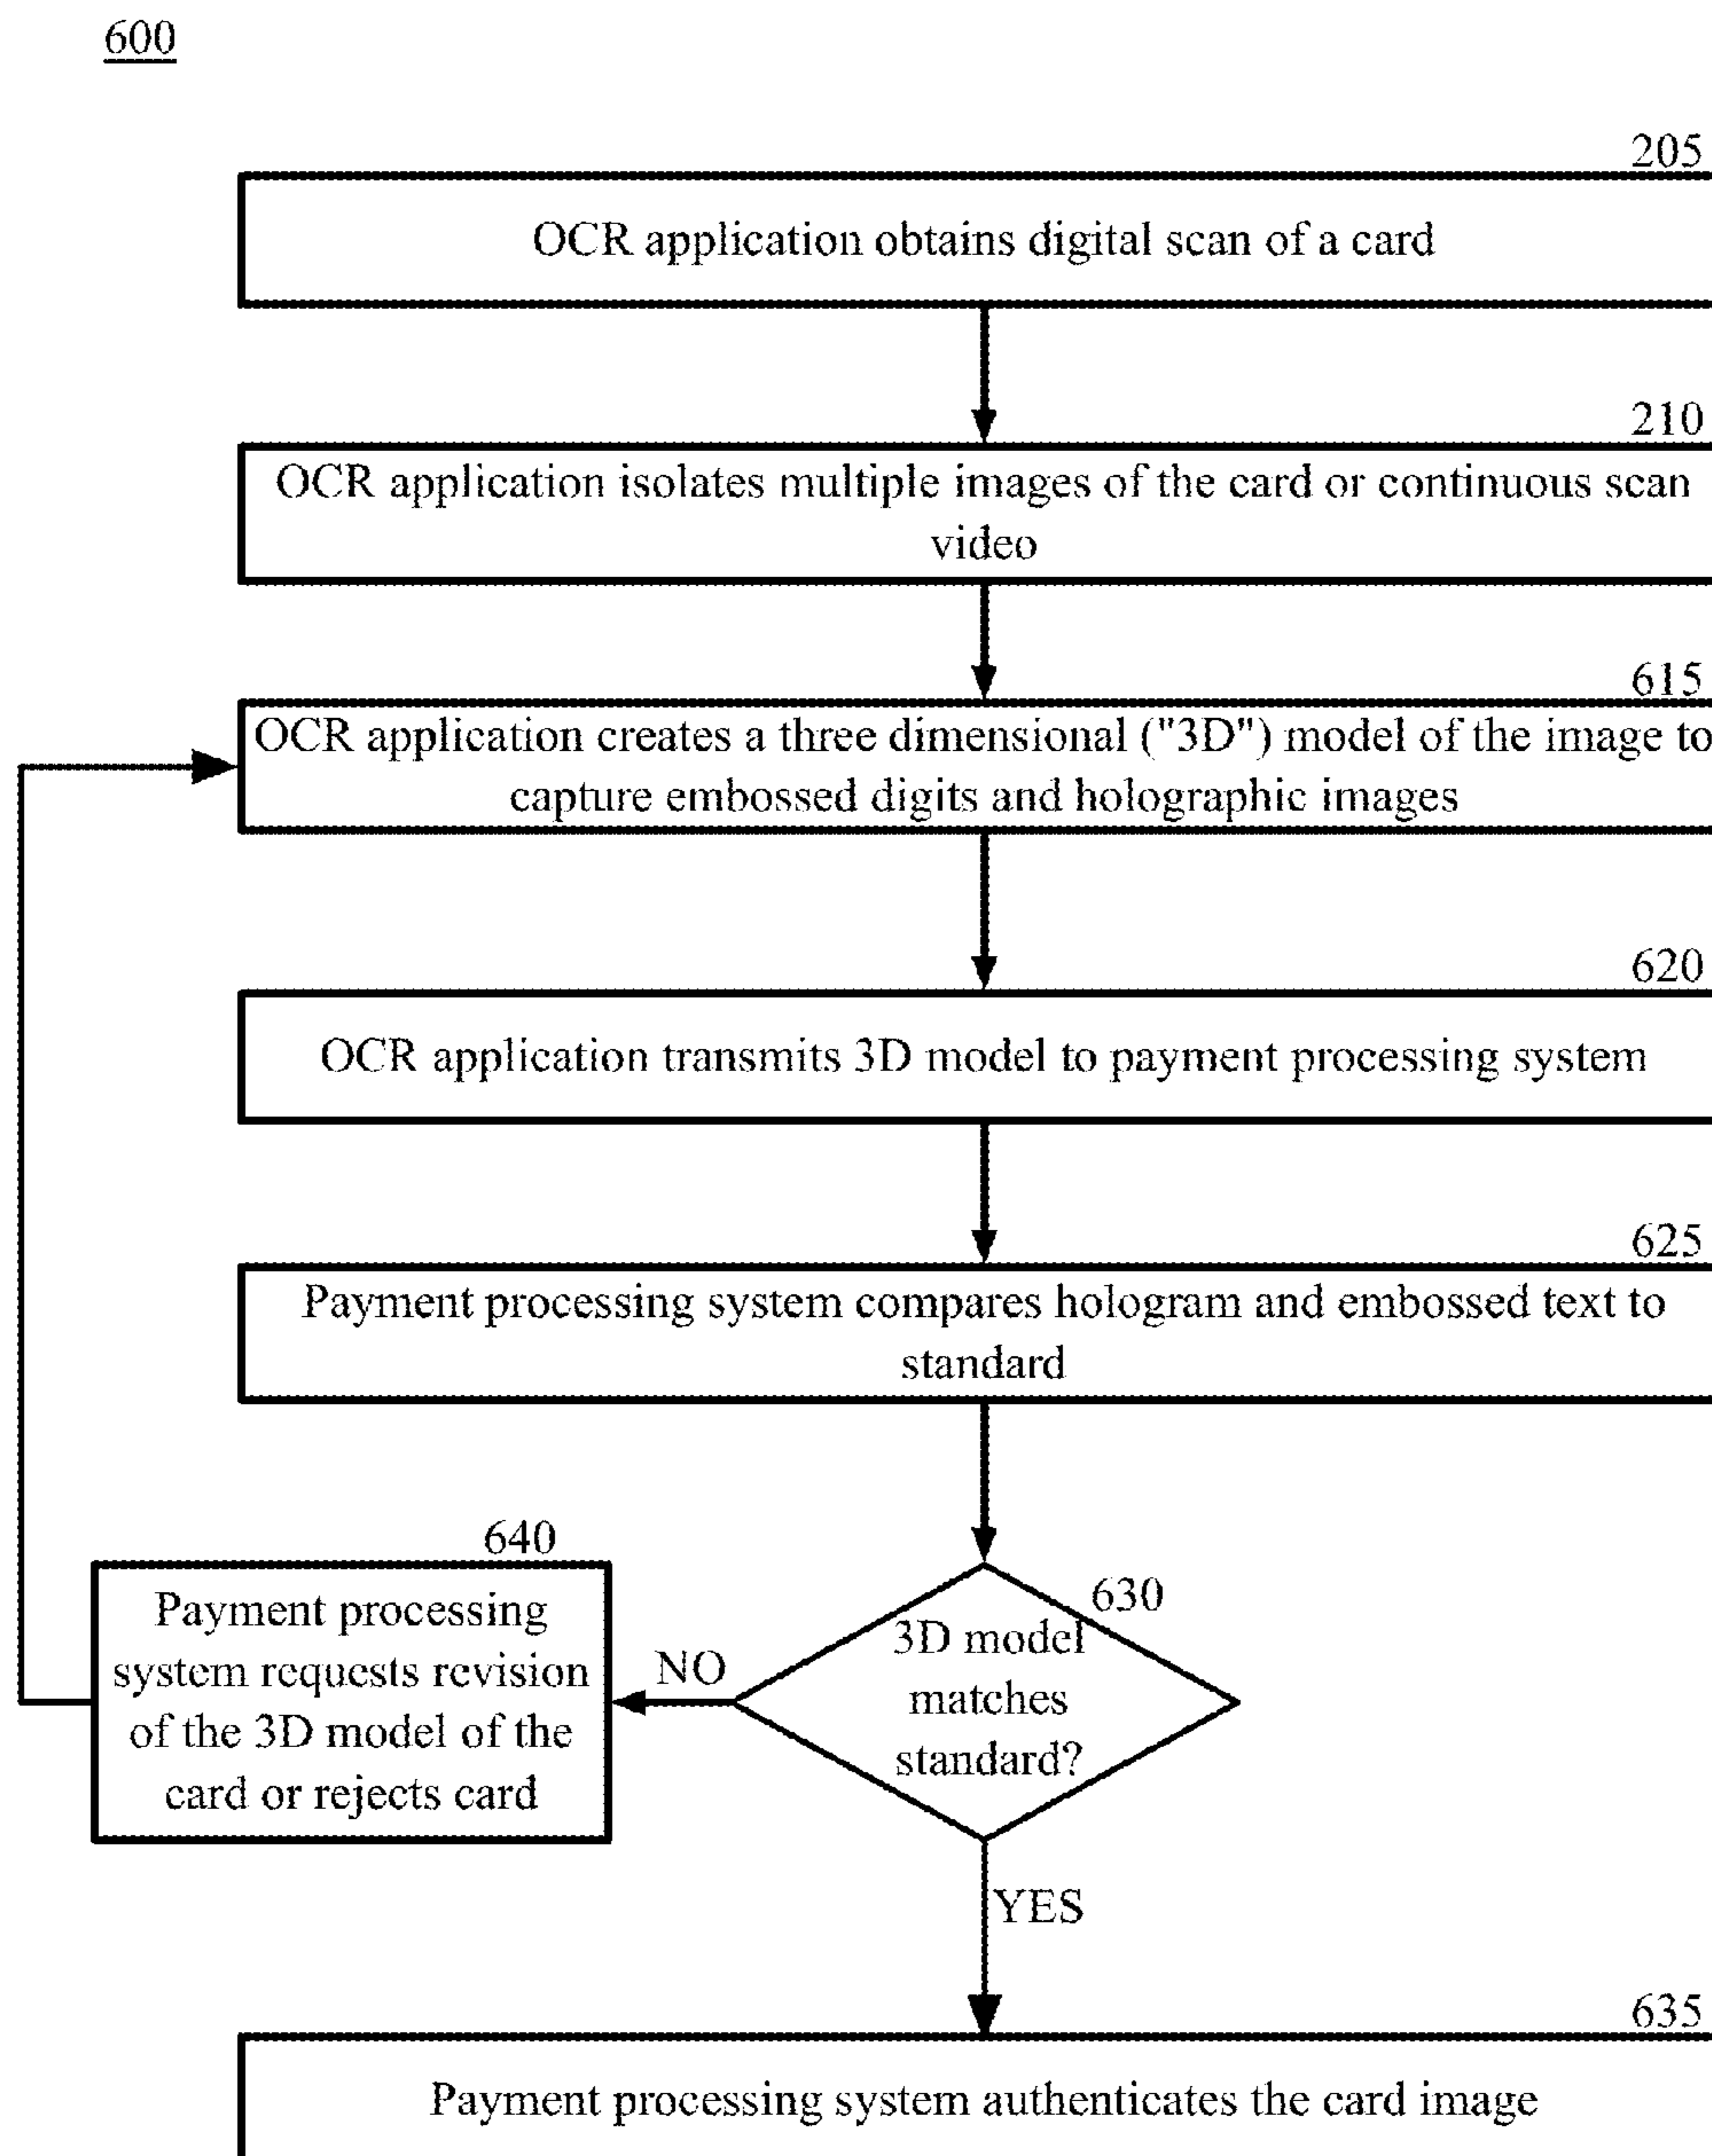 600
205
OCR application obtains digital scan of a card
210
OCR application isolates multiple images of the card or continuous scan
video
615
OCR application creates a three dimensional ("3D") model of the image to
capture embossed digits and holographic images
620
OCR application transmits 3D model to payment processing system
625
Payment processing system compares hologram and embossed text to
standard
630
3D model
matches
standard?
NO
640
Payment processing
system requests revision
of the 3D model of the
card or rejects card
YES
635
Payment processing system authenticates the card image